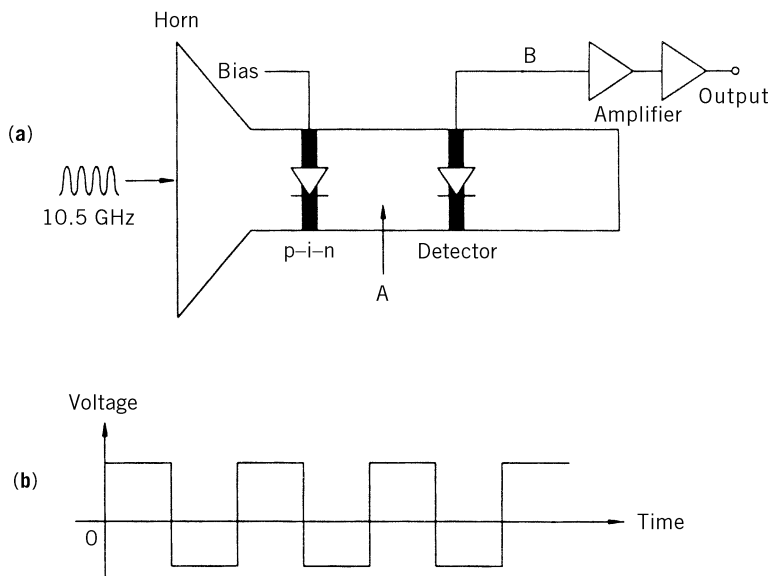 Horn
Bias
B
Amplifier
Output
(a)
10.5 GHz
p–i–n
Detector
A
Voltage
(b)
0
Time